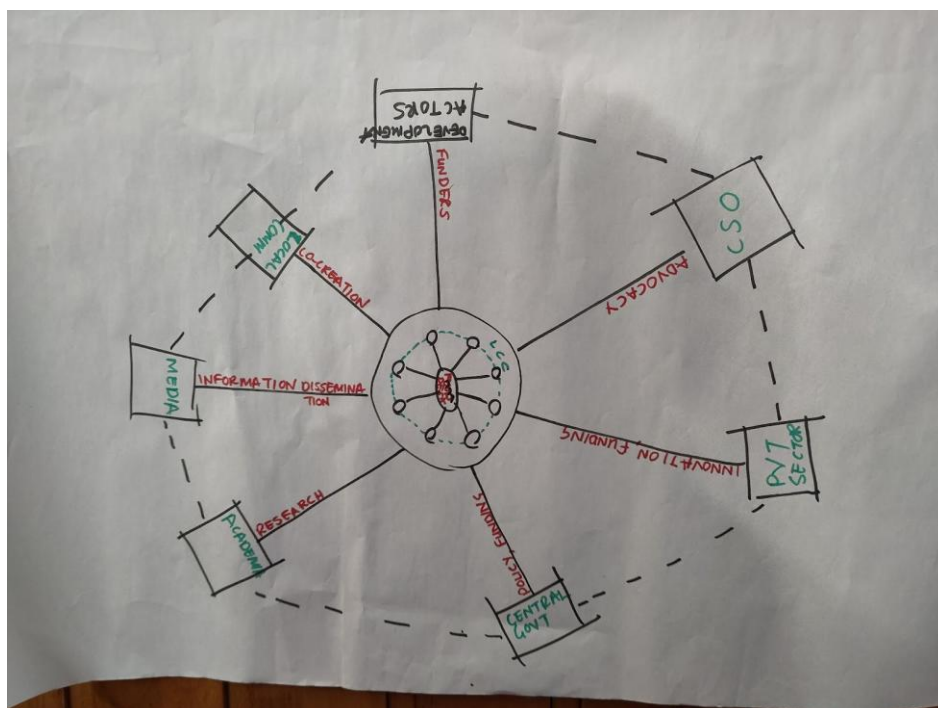 DEVELOPMENT
ACTORS
FUNDERS
CSO
ADVOCACY
LOCAL
COMM
CO-CREATION
LCC
MEDIA
INFORMATION DISSEMINA
TION
PVT
SECTOR
INNOVATION, FUNDING
ACADEMI
RESEARCH
POLICY FUNDING
CENTRAL
GOVT